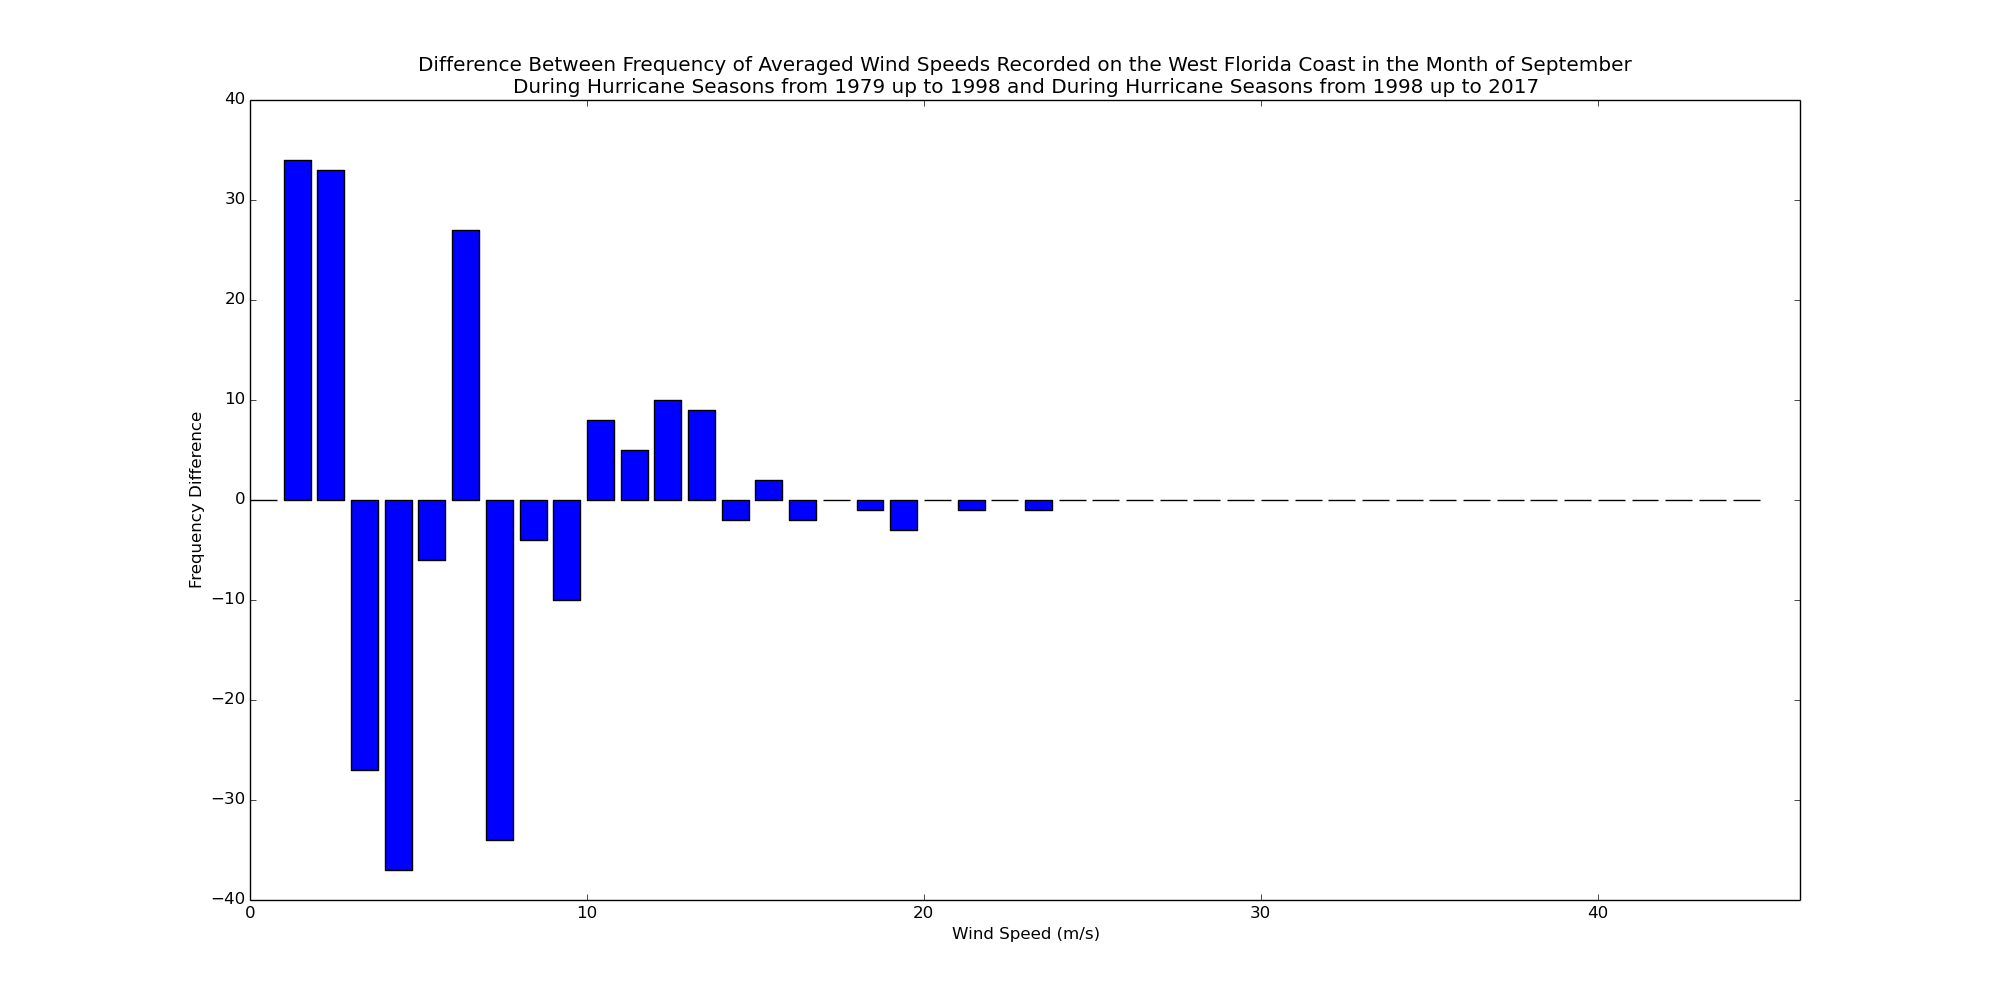 Difference Between Frequency of Averaged Wind Speeds Recorded on the West Florida Coast in the Month of September
During Hurricane Seasons from 1979 up to 1998 and During Hurricane Seasons from 1998 up to 2017
40
30
20
10
0
−10
−20
−30
−40
Frequency Difference
0 10 20 30 40
Wind Speed (m/s)